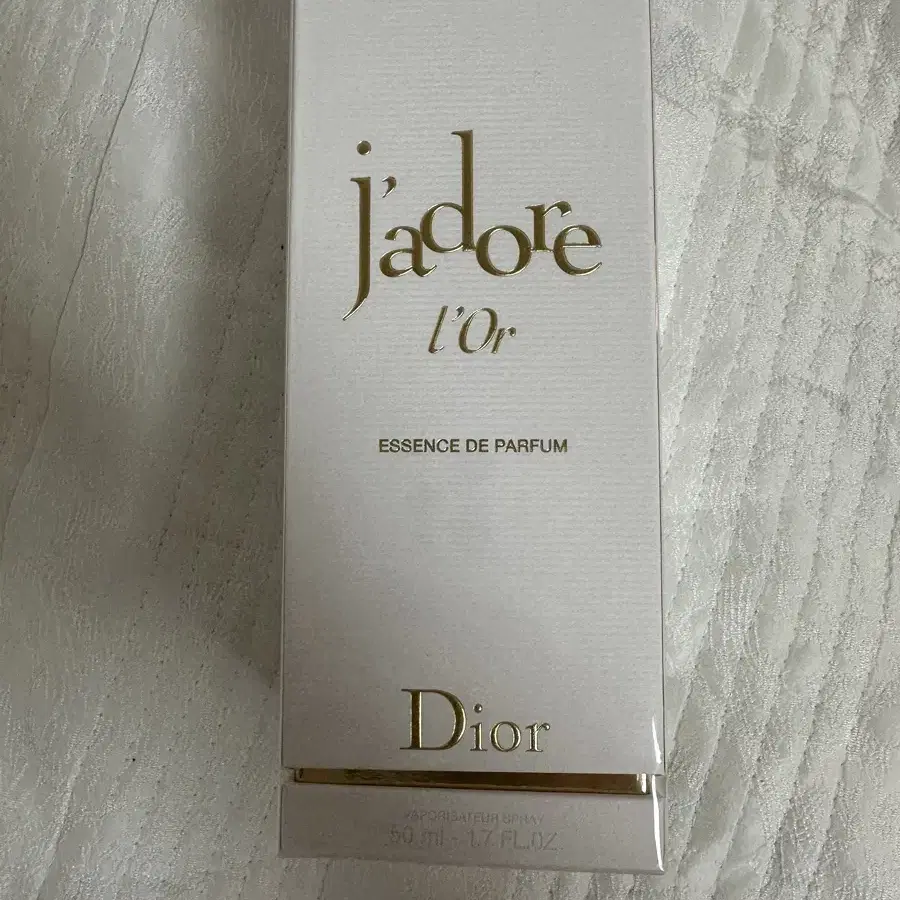 j'adore
l'Or
ESSENCE DE PARFUM
Dior
VAPORISATEUR SPRAY
50 ml - 1.7 FL.OZ